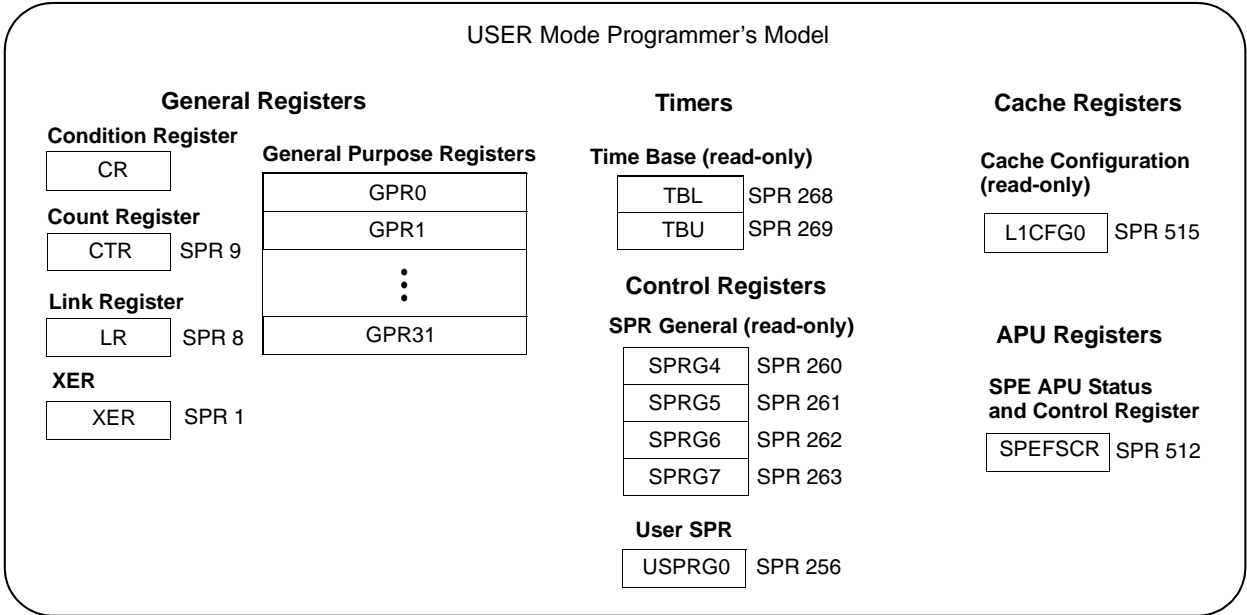 USER Mode Programmer's Model
General Registers
Condition Register
CR
Count Register
CTR SPR 9
Link Register
LR SPR 8
XER
XER SPR 1
General Purpose Registers
GPR0
GPR1
GPR31
Timers
Time Base (read-only)
TBL SPR 268
TBU SPR 269
Control Registers
SPR General (read-only)
SPRG4 SPR 260
SPRG5 SPR 261
SPRG6 SPR 262
SPRG7 SPR 263
User SPR
USPRG0 SPR 256
Cache Registers
Cache Configuration
(read-only)
L1CFG0 SPR 515
APU Registers
SPE APU Status
and Control Register
SPEFSCR SPR 512